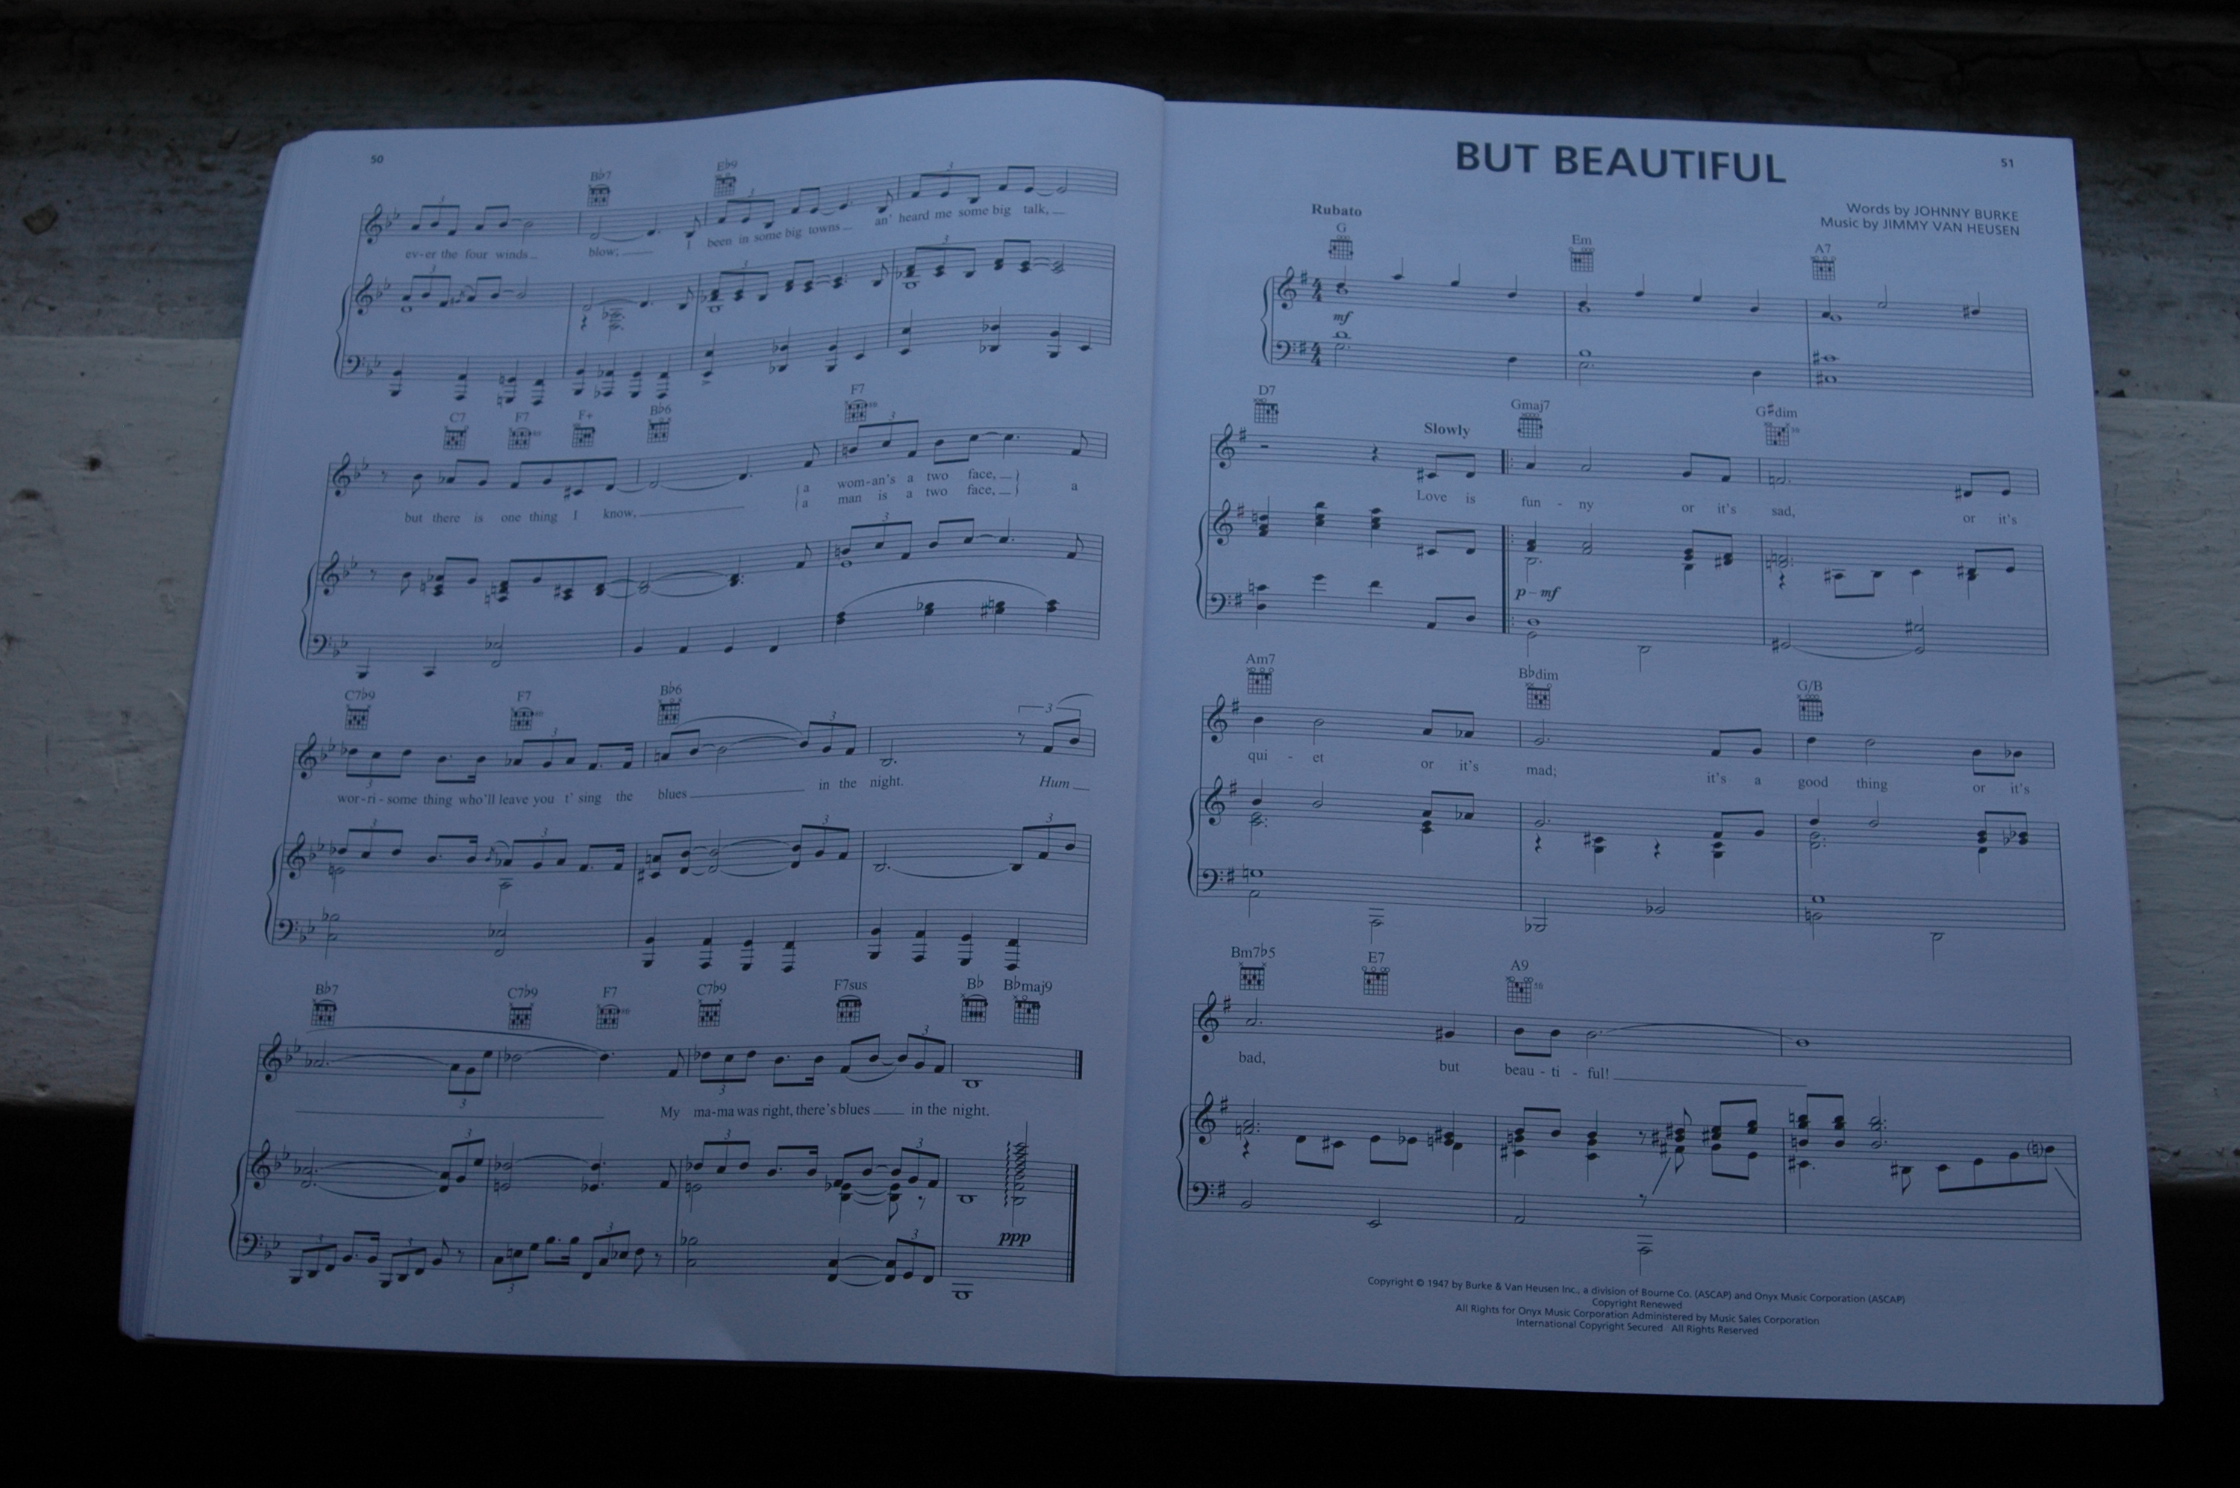 50
Bb7
Eb9
ev-er the four winds
blow;
I been in some big towns
an' heard me some big talk,
C7 F7 F+ Bb6
F7
but there is one thing I know,
{a wom-an's a two face,} a
{a man is a two face,}
C7b9 F7 Bb6
wor-ri-some thing who'll leave you t' sing the blues
in the night.
Hum
Bb7 C7b9 F7 C7b9 F7sus Bb Bbmaj9
My ma-ma was right, there's blues in the night.
ppp
51
BUT BEAUTIFUL
Words by JOHNNY BURKE
Music by JIMMY VAN HEUSEN
Rubato
G Em A7
mf
D7 Slowly Gmaj7 G#dim
Love is fun - ny or it's sad, or it's
p-mf
Am7 Bbdim G/B
qui - et or it's mad; it's a good thing or it's
Bm7b5 E7 A9
bad, but beau - ti - ful!
Copyright © 1947 by Burke & Van Heusen Inc., a division of Bourne Co. (ASCAP) and Onyx Music Corporation (ASCAP)
Copyright Renewed
All Rights for Onyx Music Corporation Administered by Music Sales Corporation
International Copyright Secured All Rights Reserved